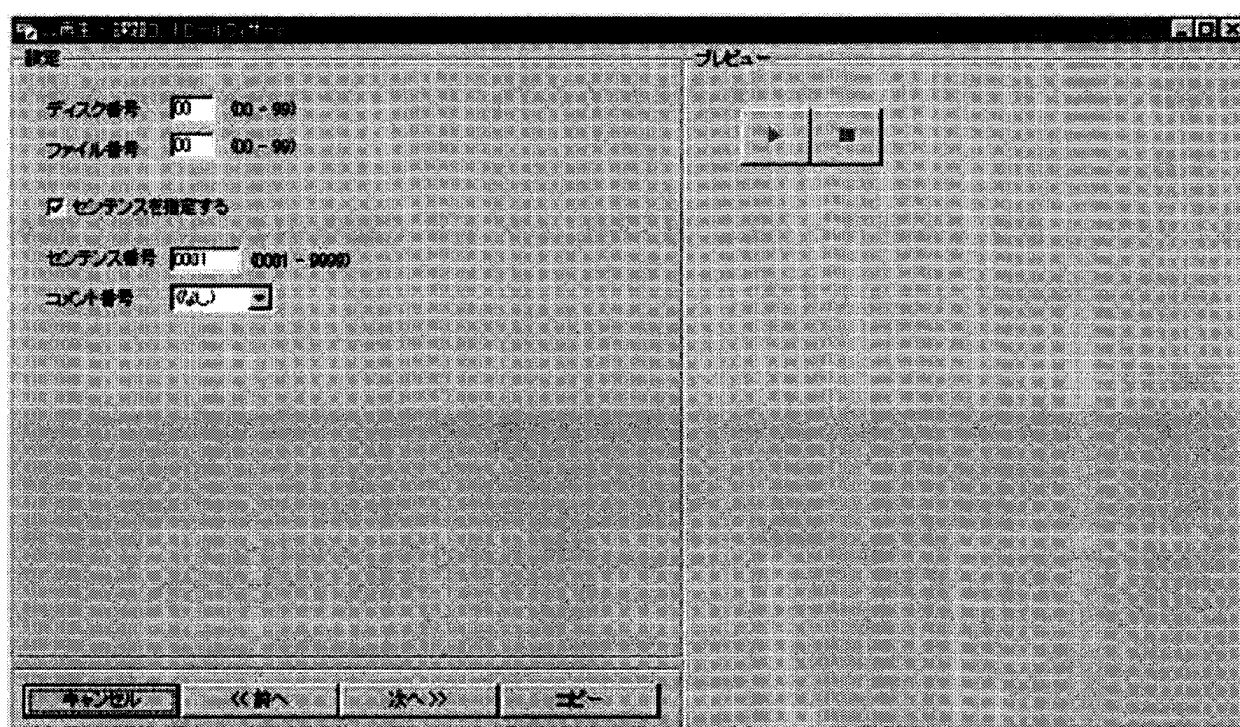 設定
ディスク番号 00 (00 - 99)
ファイル番号 00 (00 - 99)
センテンスを指定する
センテンス番号 0001 (0001 - 9999)
コメント番号 (なし)
キャンセル <<前へ 次へ>> コピー
プレビュー